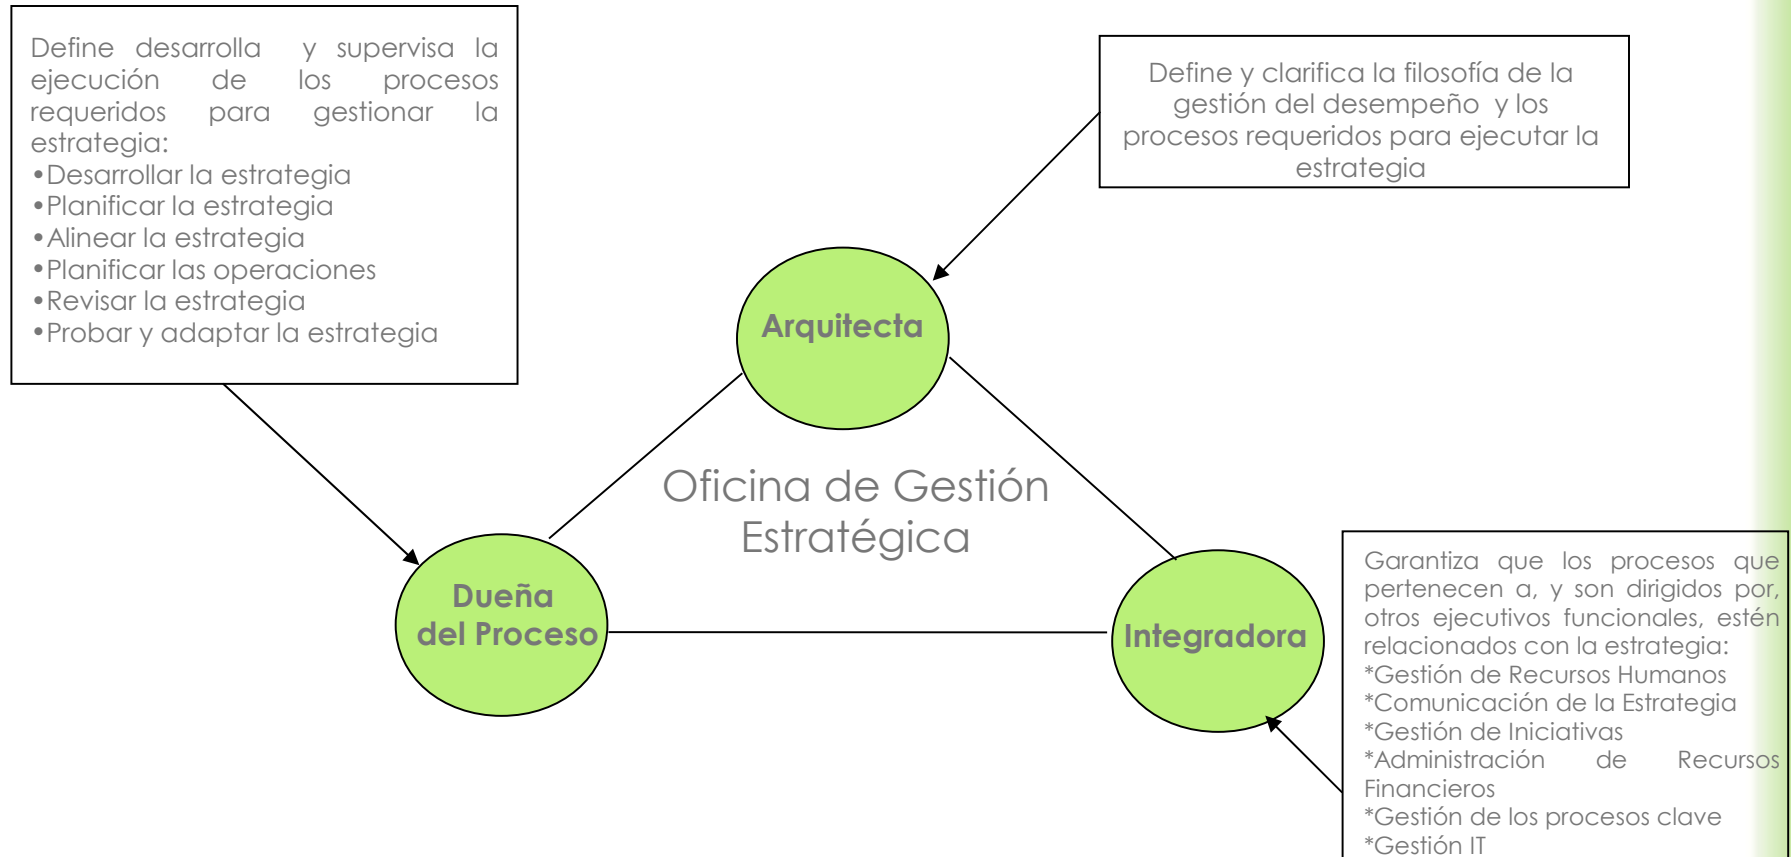 Define desarrolla y supervisa la
ejecución de los procesos
requeridos para gestionar la
estrategia:
•Desarrollar la estrategia
•Planificar la estrategia
•Alinear la estrategia
•Planificar las operaciones
•Revisar la estrategia
•Probar y adaptar la estrategia
Define y clarifica la filosofía de la
gestión del desempeño y los
procesos requeridos para ejecutar la
estrategia
Arquitecta
Oficina de Gestión
Estratégica
Dueña
del Proceso
Integradora
Garantiza que los procesos que
pertenecen a, y son dirigidos por,
otros ejecutivos funcionales, estén
relacionados con la estrategia:
*Gestión de Recursos Humanos
*Comunicación de la Estrategia
*Gestión de Iniciativas
*Administración de Recursos
Financieros
*Gestión de los procesos clave
*Gestión IT